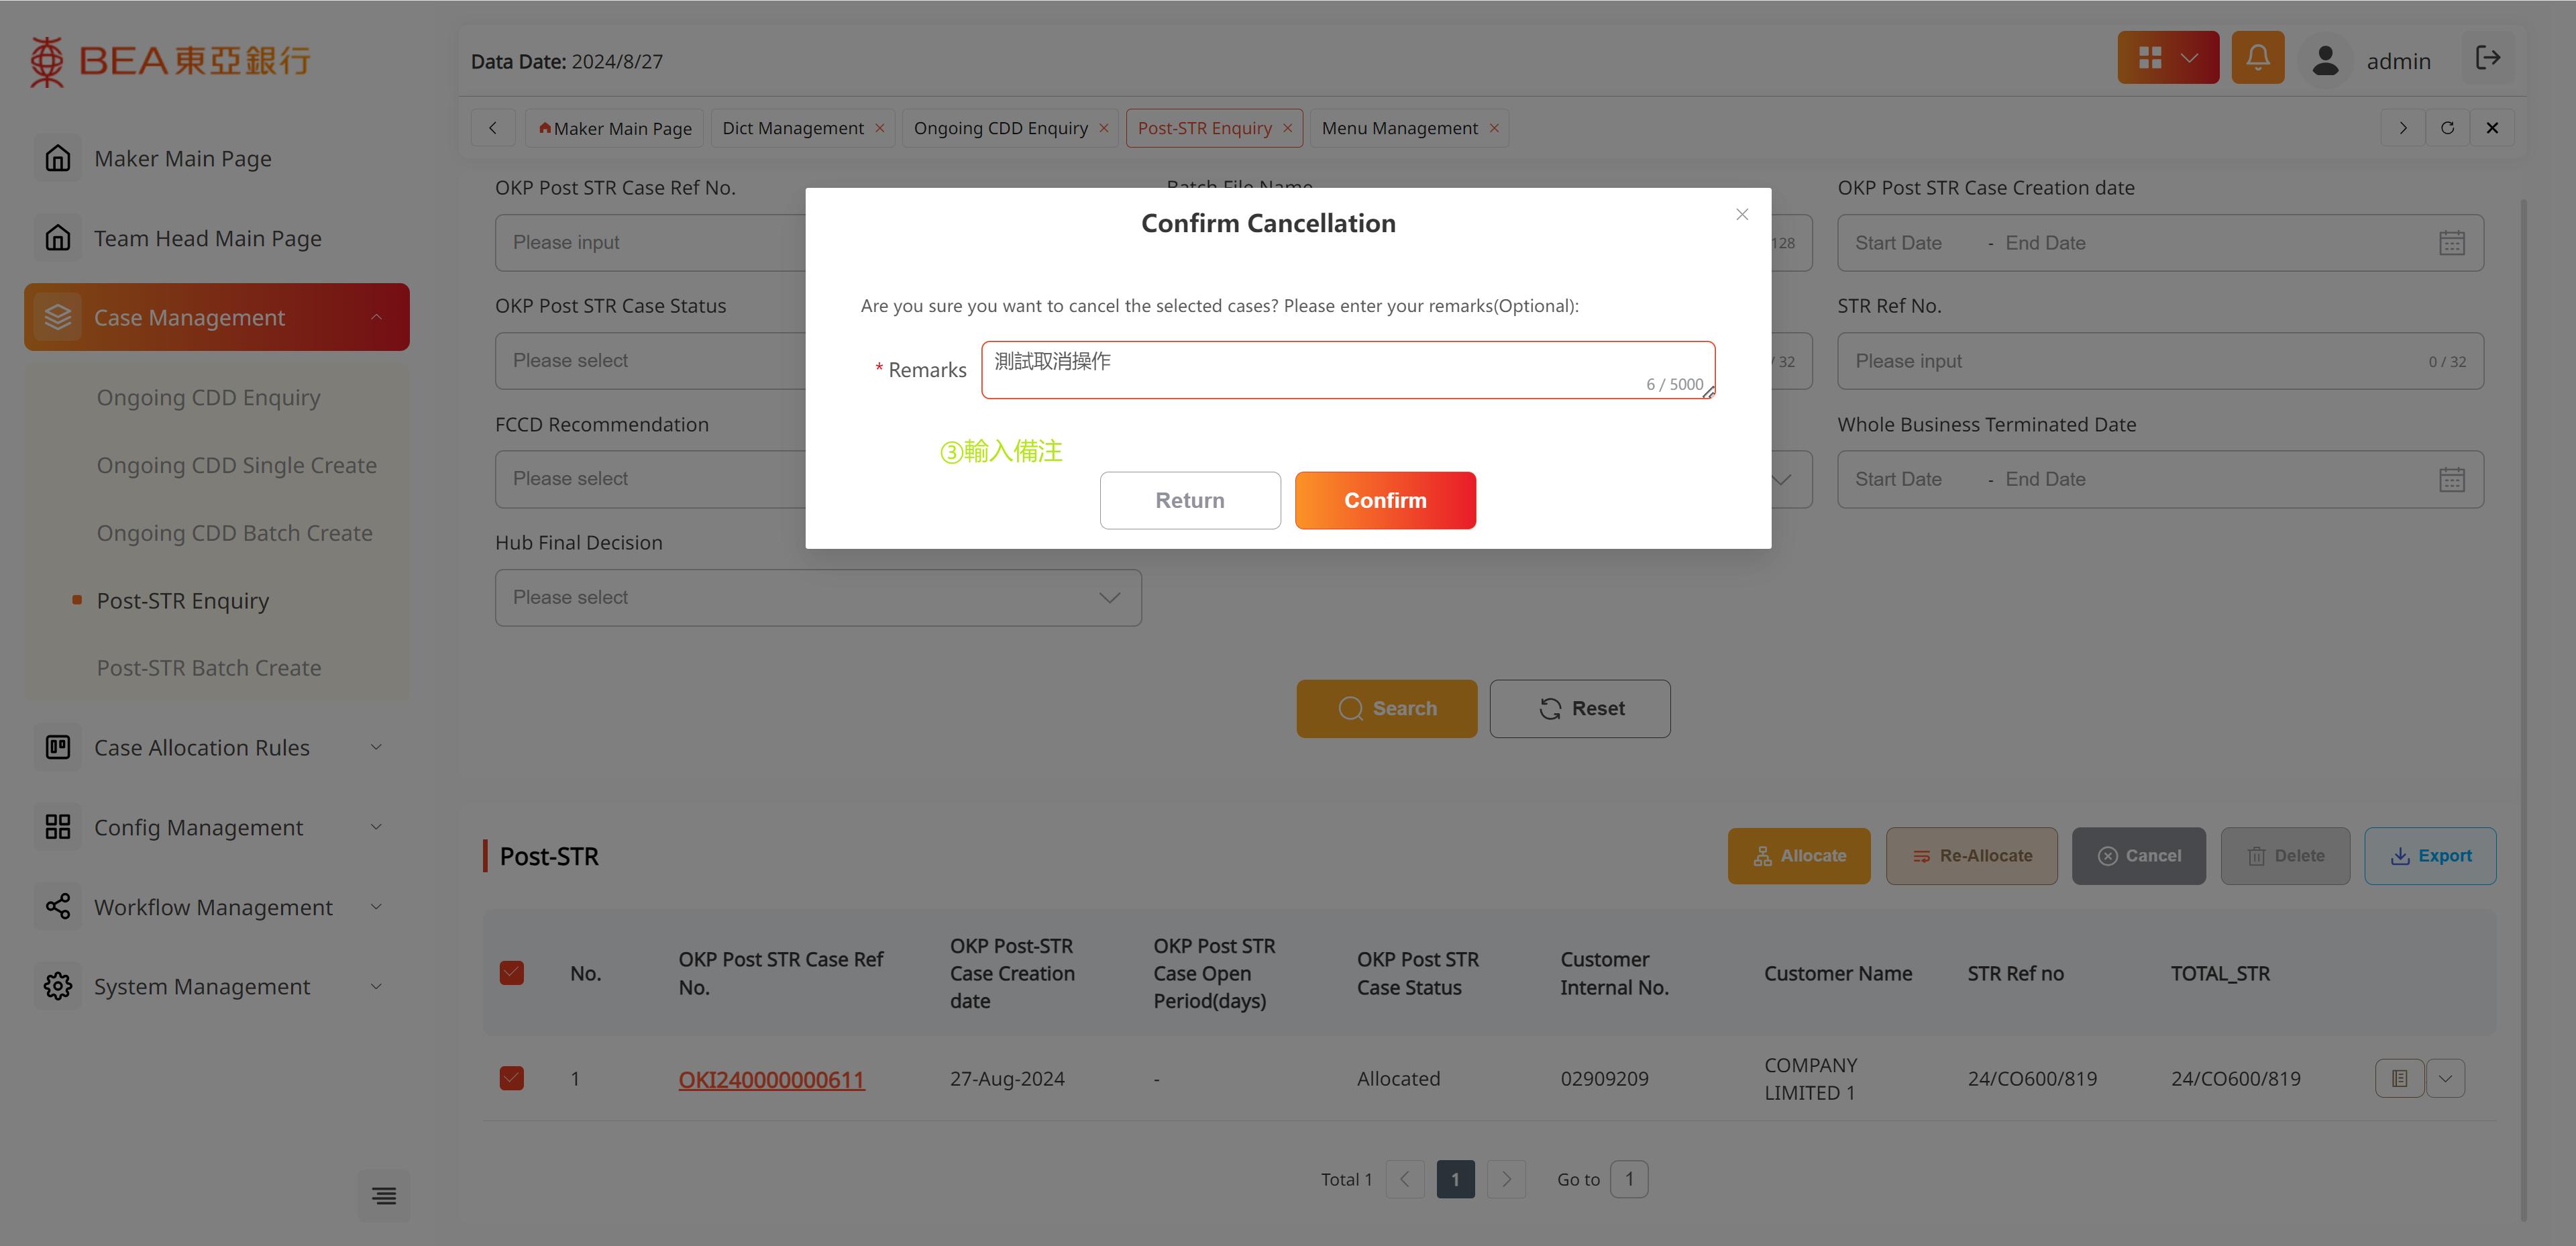 BEA東亞銀行
Data Date: 2024/8/27
admin
Maker Main Page
Dict Management
Ongoing CDD Enquiry
Post-STR Enquiry
Menu Management
Maker Main Page
Team Head Main Page
Case Management
Ongoing CDD Enquiry
Ongoing CDD Single Create
Ongoing CDD Batch Create
Post-STR Enquiry
Post-STR Batch Create
Case Allocation Rules
Config Management
Workflow Management
System Management
OKP Post STR Case Ref No.
Please input
Batch File Name
128
OKP Post STR Case Creation date
Start Date - End Date
OKP Post STR Case Status
Please select
/ 32
STR Ref No.
Please input 0 / 32
FCCD Recommendation
Please select
Whole Business Terminated Date
Start Date - End Date
Hub Final Decision
Please select
Confirm Cancellation
Are you sure you want to cancel the selected cases? Please enter your remarks(Optional):
* Remarks
測試取消操作
6 / 5000
③輸入備注
Return
Confirm
Search
Reset
Post-STR
Allocate
Re-Allocate
Cancel
Delete
Export
No.
OKP Post STR Case Ref
No.
OKP Post-STR
Case Creation
date
OKP Post STR
Case Open
Period(days)
OKP Post STR
Case Status
Customer
Internal No.
Customer Name
STR Ref no
TOTAL_STR
1
OKI240000000611
27-Aug-2024
-
Allocated
02909209
COMPANY
LIMITED 1
24/CO600/819
24/CO600/819
Total 1
1
Go to 1